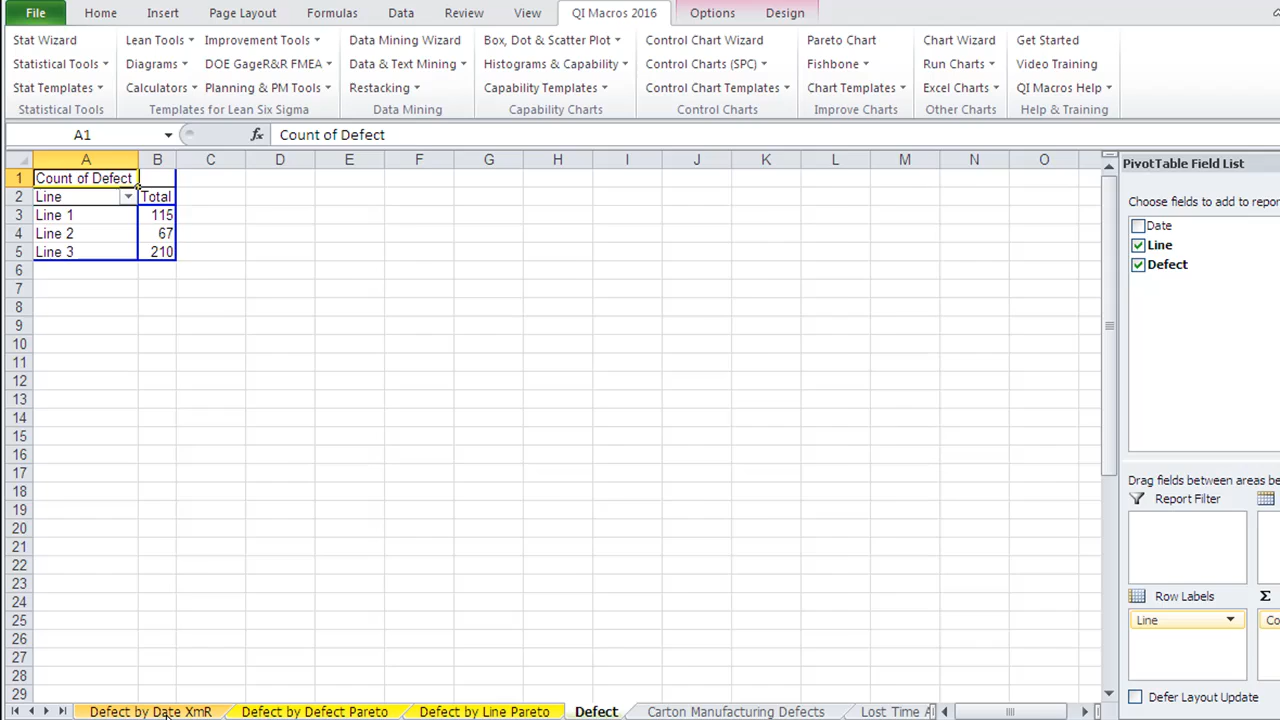 File Home Insert Page Layout Formulas Data Review View QI Macros 2016 Options Design
Stat Wizard Lean Tools Improvement Tools Data Mining Wizard Box, Dot & Scatter Plot Control Chart Wizard Pareto Chart Chart Wizard Get Started
Statistical Tools Diagrams DOE GageR&R FMEA Data & Text Mining Histograms & Capability Control Charts (SPC) Fishbone Run Charts Video Training
Stat Templates Calculators Planning & PM Tools Restacking Capability Templates Control Chart Templates Chart Templates Excel Charts QI Macros Help
Statistical Tools Templates for Lean Six Sigma Data Mining Capability Charts Control Charts Improve Charts Other Charts Help & Training
A1 fx Count of Defect
A B C D E F G H I J K L M N O
1 Count of Defect
2 Line Total
3 Line 1 115
4 Line 2 67
5 Line 3 210
6
7
8
9
10
11
12
13
14
15
16
17
18
19
20
21
22
23
24
25
26
27
28
29
PivotTable Field List
Choose fields to add to repor
Date
Line
Defect
Drag fields between areas be
Report Filter
Row Labels Σ
Line Co
Defer Layout Update
Defect by Date XmR Defect by Defect Pareto Defect by Line Pareto Defect Carton Manufacturing Defects Lost Time